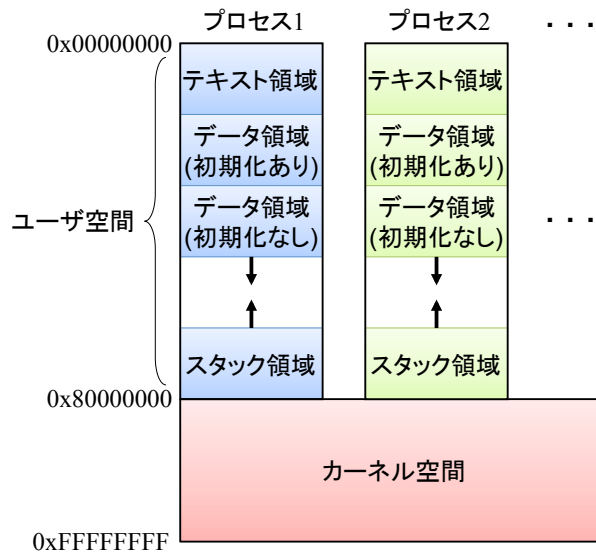 プロセス1
プロセス2
・・・
0x00000000
テキスト領域
テキスト領域
データ領域
(初期化あり)
データ領域
(初期化あり)
ユーザ空間
データ領域
(初期化なし)
データ領域
(初期化なし)
・・・
スタック領域
スタック領域
0x80000000
カーネル空間
0xFFFFFFFF